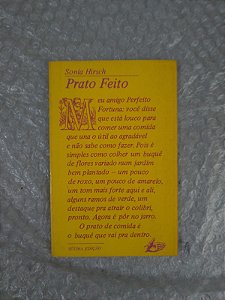 Sonia Hirsch
Prato Feito
Meu amigo Perfeito
Fortuna: você disse
que está louco para
comer uma comida
que una o útil ao agradável
e não sabe como fazer. Pois é
simples como colher um buquê
de flores variado num jardim
bem plantado — um pouco
de roxo, um pouco de amarelo,
um tom mais forte aqui e ali,
alguns ramos de verde, um
destaque pra atrair o colibri,
pronto. Agora é pôr no jarro.
O prato de comida é
o buquê que vai pra dentro.
EDIÇÃO